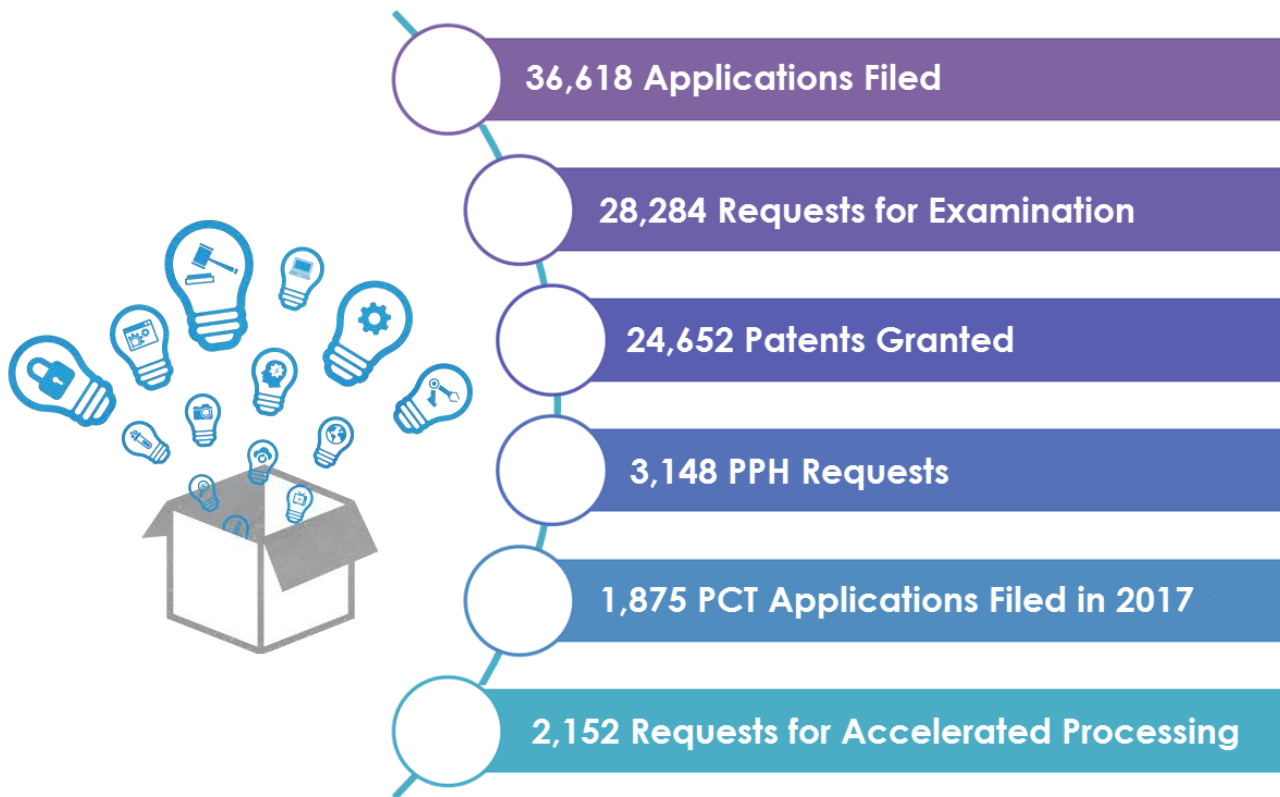 36,618 Applications Filed
28,284 Requests for Examination
24,652 Patents Granted
3,148 PPH Requests
1,875 PCT Applications Filed in 2017
2,152 Requests for Accelerated Processing